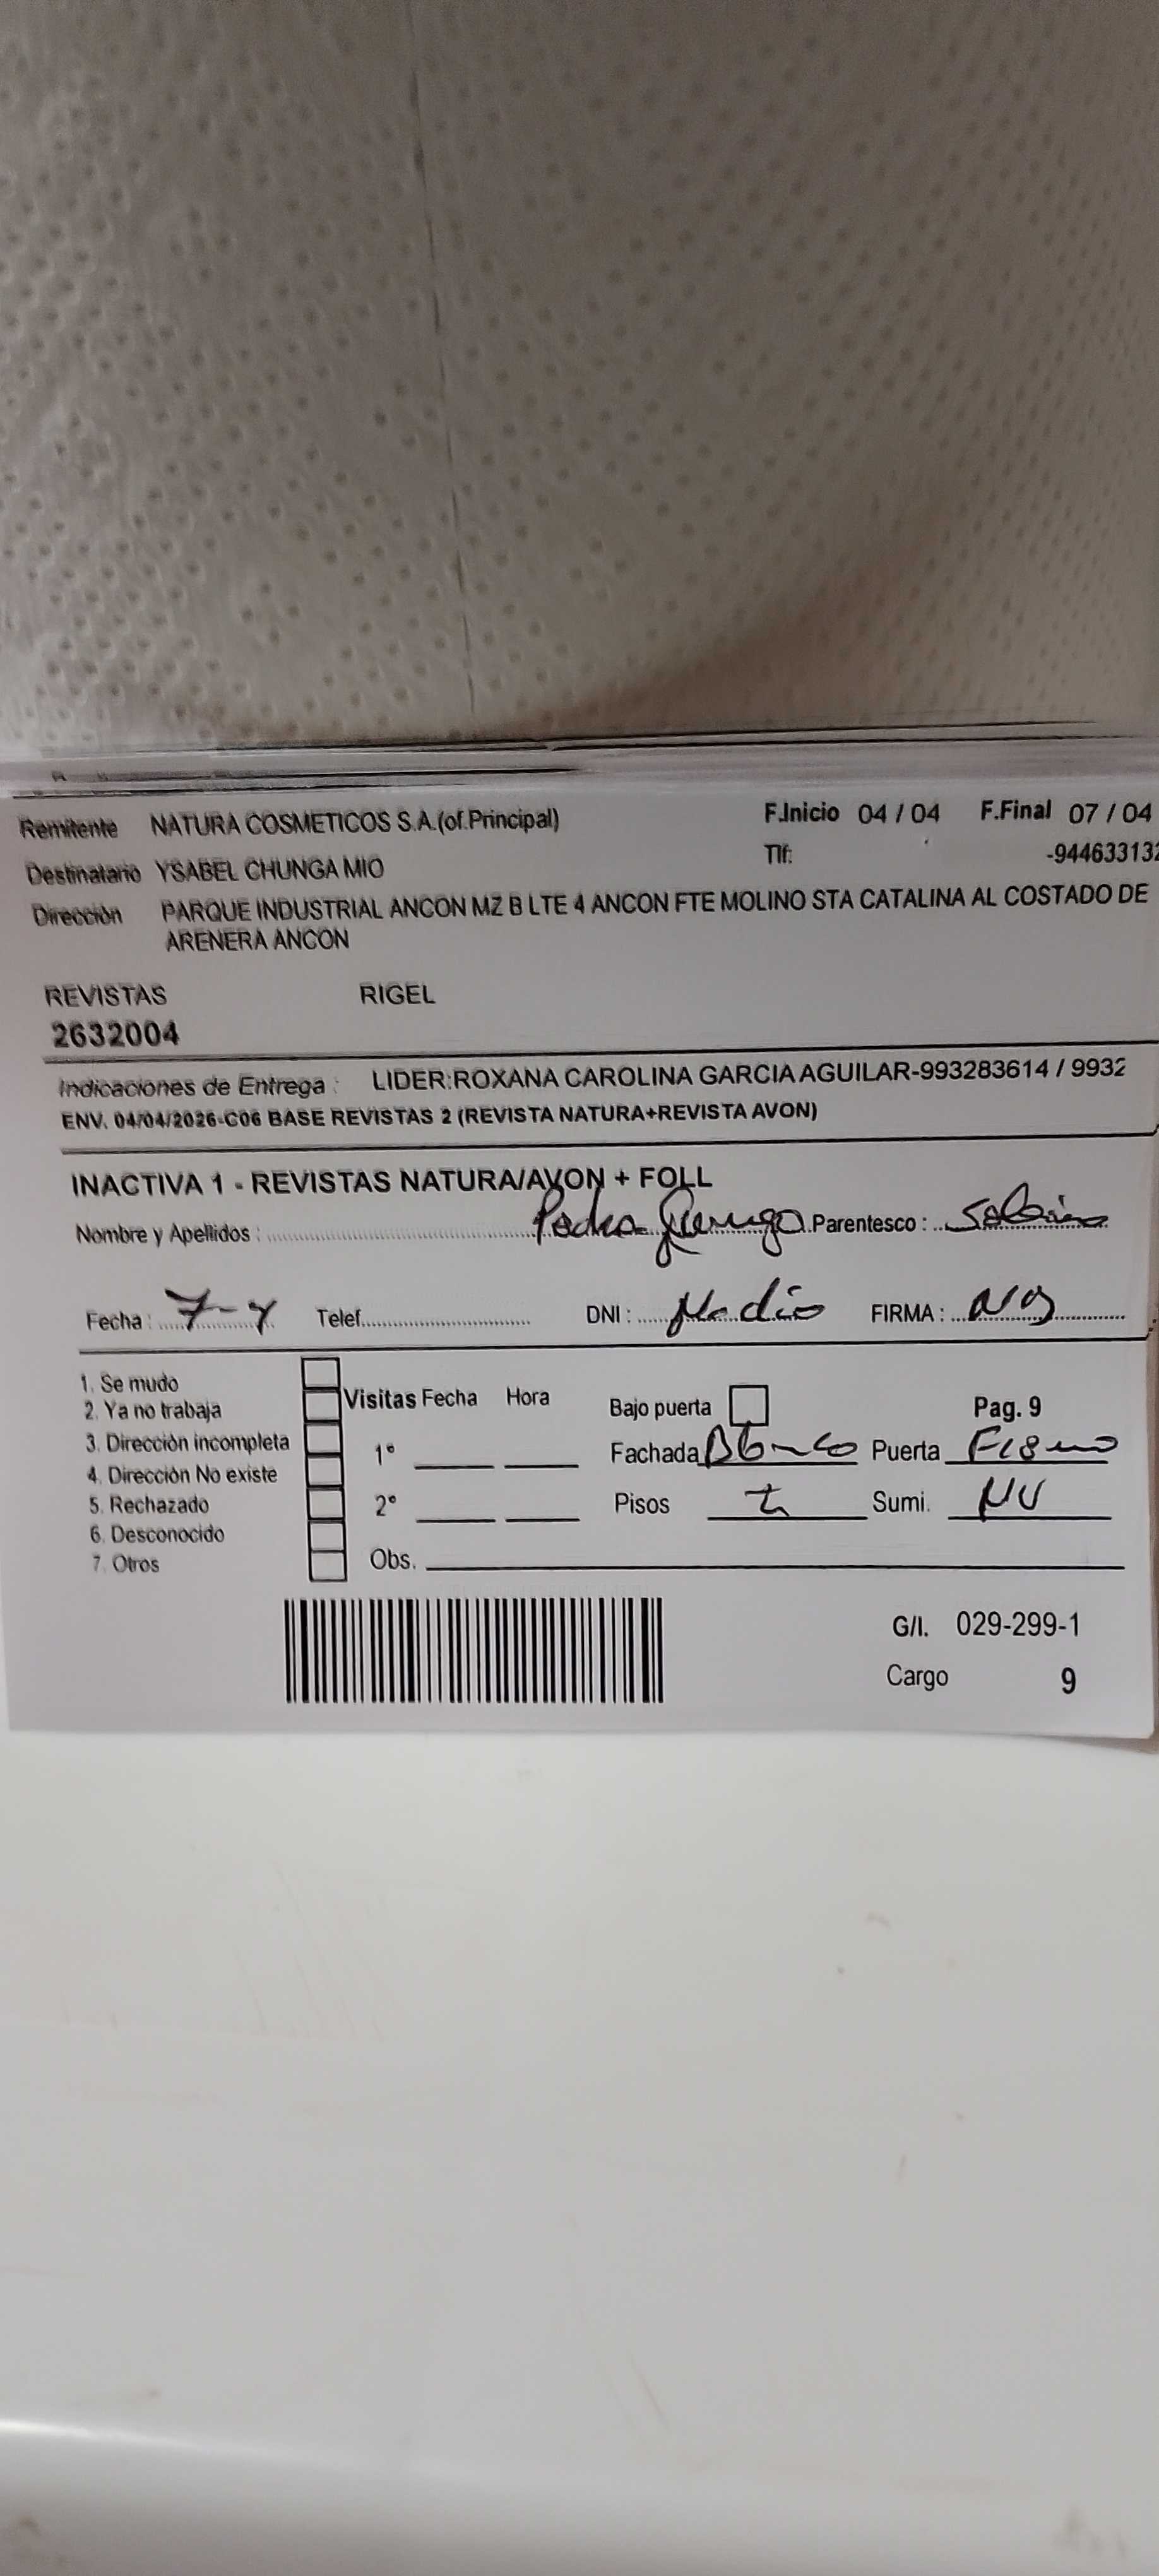 Remitente NATURA COSMETICOS S.A.(of.Principal) F.Inicio 04 / 04 F.Final 07 / 04
Destinatario YSABEL CHUNGA MIO Tlf: -944633132
Dirección PARQUE INDUSTRIAL ANCON MZ B LTE 4 ANCON FTE MOLINO STA CATALINA AL COSTADO DE
ARENERA ANCON
REVISTAS RIGEL
2632004
Indicaciones de Entrega : LIDER:ROXANA CAROLINA GARCIA AGUILAR-993283614 / 9932
ENV. 04/04/2026-C06 BASE REVISTAS 2 (REVISTA NATURA+REVISTA AVON)
INACTIVA 1 - REVISTAS NATURA/AVON + FOLL
Nombre y Apellidos : Parentesco :
Fecha : 7-4 Telef. DNI : FIRMA :
1. Se mudo
2. Ya no trabaja
3. Dirección incompleta
4. Dirección No existe
5. Rechazado
6. Desconocido
7. Otros
Visitas Fecha Hora
1°
2°
Obs.
Bajo puerta Pag. 9
Fachada Blanco Puerta
Pisos Sumi.
G/I. 029-299-1
Cargo 9